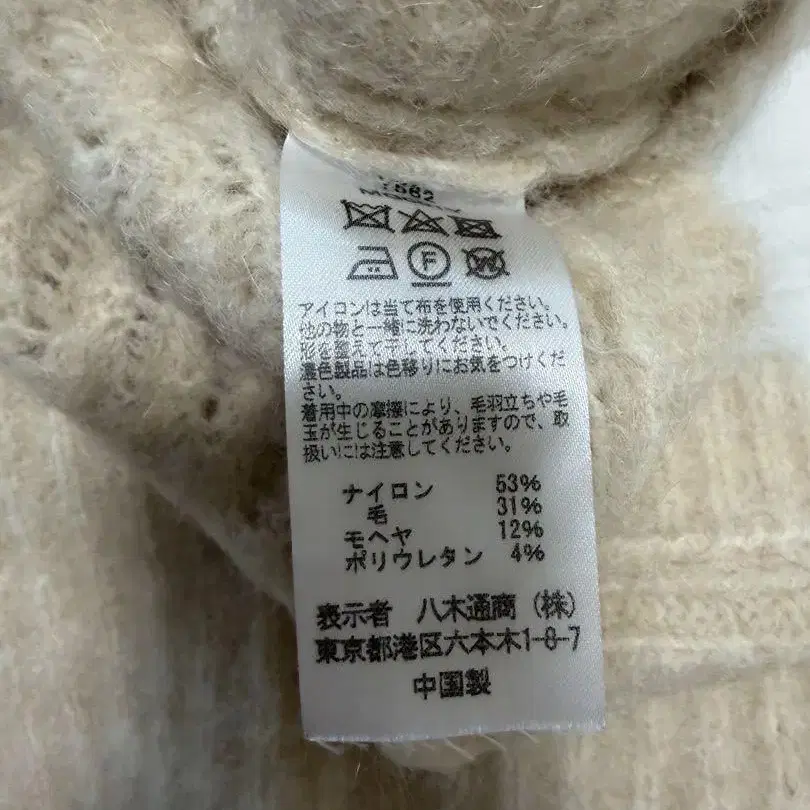 アイロンは当て布を使用ください。
他の物と一緒に洗わないでください。
形を整えて干してください。
濃色製品は色移りにお気をつけくだ
さい。
着用中の摩擦により、毛羽立ちや毛
玉が生じることがありますので、取
扱いには注意してください。
ナイロン 53%
毛 31%
モヘヤ 12%
ポリウレタン 4%
表示者 八木通商（株）
東京都港区六本木1-8-7
中国製